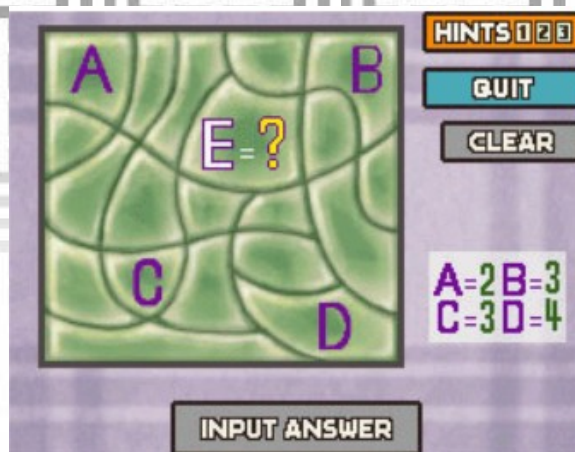 HINTS 1 2 3
A
B
QUIT
E=?
CLEAR
A=2 B=3
C=3 D=4
C
D
INPUT ANSWER